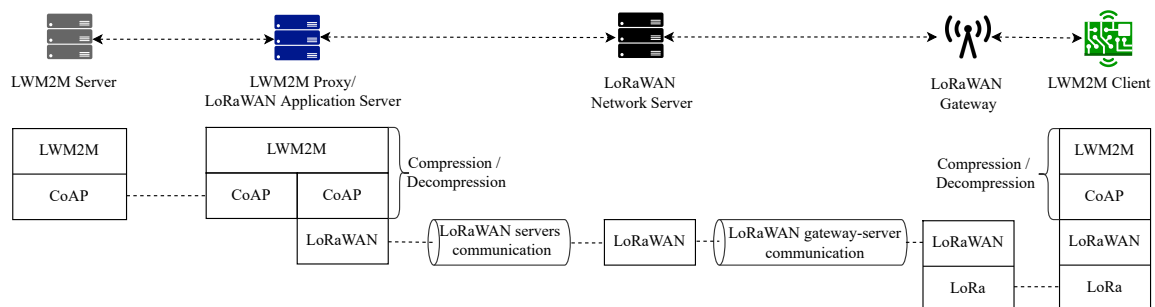 LWM2M Server
LWM2M Proxy/
LoRaWAN Application Server
LoRaWAN
Network Server
LoRaWAN
Gateway
LWM2M Client
LWM2M
CoAP
LWM2M
CoAP
CoAP
LoRaWAN
Compression /
Decompression
LoRaWAN servers
communication
LoRaWAN
LoRaWAN gateway-server
communication
LoRaWAN
LoRa
Compression /
Decompression
LWM2M
CoAP
LoRaWAN
LoRa